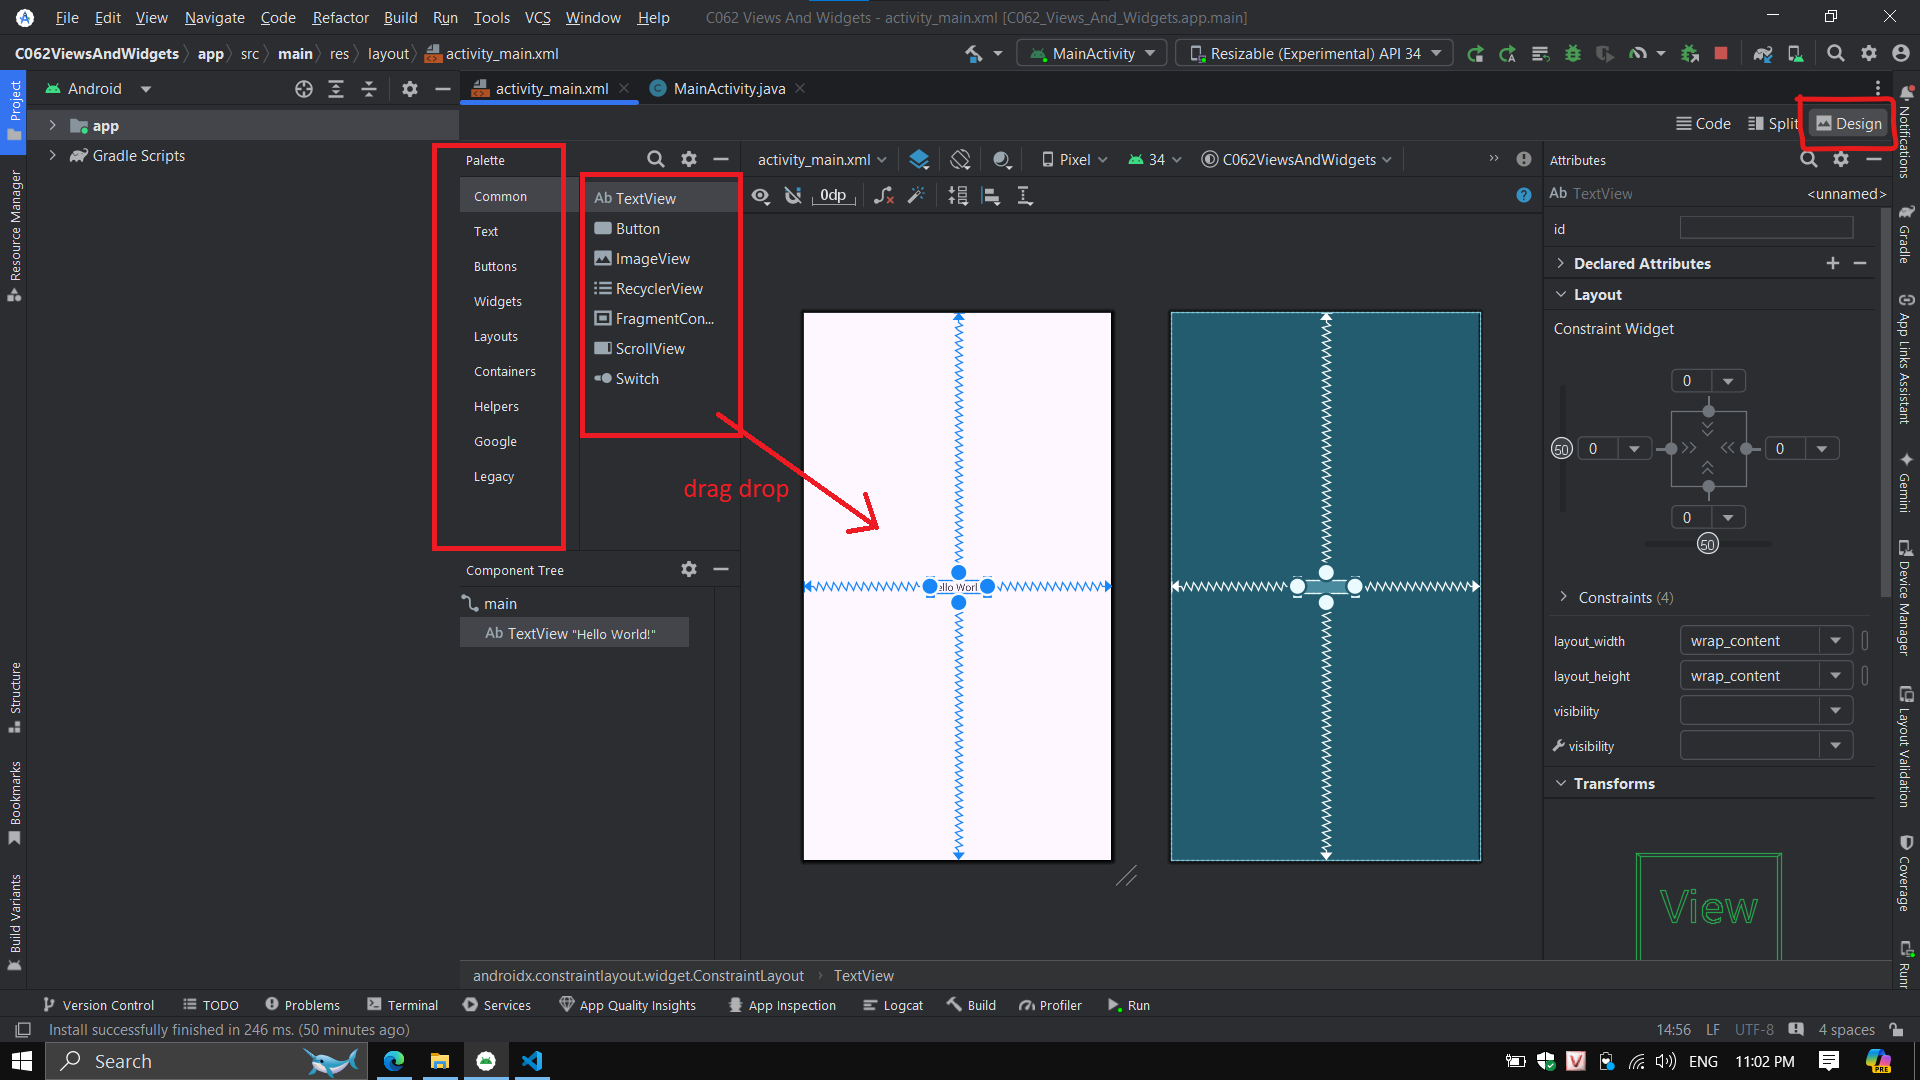 File Edit View Navigate Code Refactor Build Run Tools VCS Window Help C062 Views And Widgets - activity_main.xml [C062_Views_And_Widgets.app.main]
C062ViewsAndWidgets app src main res layout activity_main.xml MainActivity Resizable (Experimental) API 34
Project
Android
activity_main.xml
MainActivity.java
Notifications
app
Gradle Scripts
Code Split Design
Resource Manager
Palette
Common
Text
Buttons
Widgets
Layouts
Containers
Helpers
Google
Legacy
Ab TextView
Button
ImageView
RecyclerView
FragmentCon...
ScrollView
Switch
drag drop
activity_main.xml Pixel 34 C062ViewsAndWidgets
0dp
ello Worl
Component Tree
main
Ab TextView "Hello World!"
Attributes
Ab TextView <unnamed>
id
Declared Attributes
Layout
Constraint Widget
0
50 0 0
0
50
Constraints (4)
layout_width wrap_content
layout_height wrap_content
visibility
visibility
Transforms
View
Gradle
App Links Assistant
Gemini
Device Manager
Layout Validation
Coverage
Structure
Bookmarks
Build Variants
androidx.constraintlayout.widget.ConstraintLayout TextView
Version Control TODO Problems Terminal Services App Quality Insights App Inspection Logcat Build Profiler Run
Install successfully finished in 246 ms. (50 minutes ago) 14:56 LF UTF-8 4 spaces
Search ENG 11:02 PM PRE